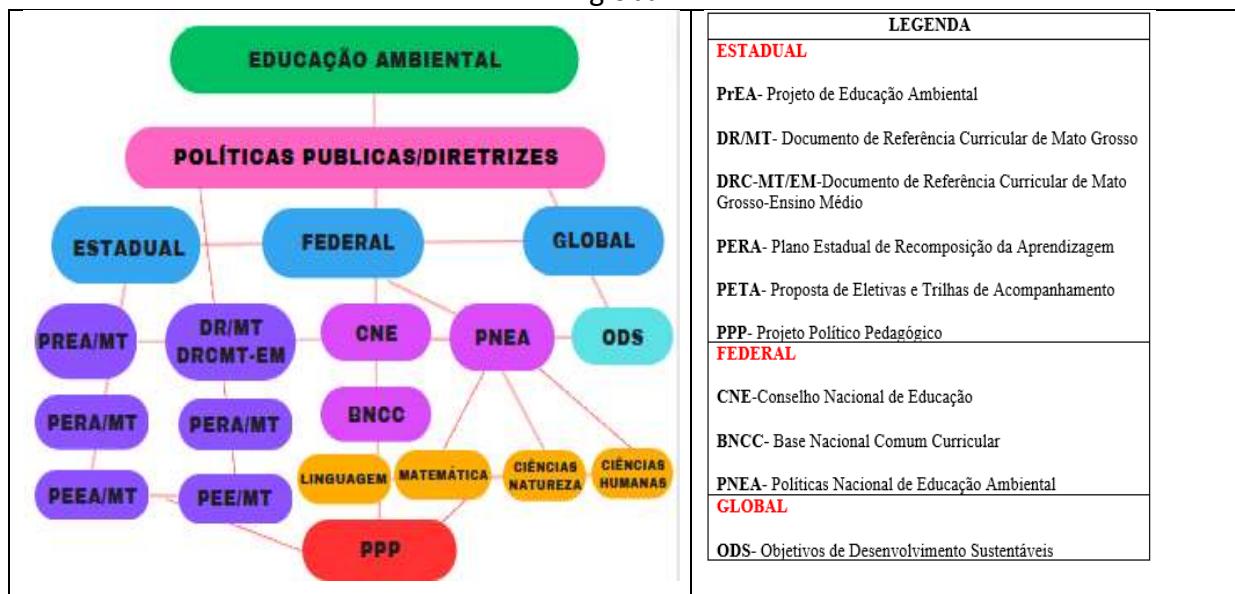 EDUCAÇÃO AMBIENTAL
POLÍTICAS PUBLICAS/DIRETRIZES
ESTADUAL
FEDERAL
GLOBAL
PREA/MT
DR/MT
DRCMT-EM
CNE
PNEA
ODS
PERA/MT
PERA/MT
BNCC
LINGUAGEM
MATEMÁTICA
CIÊNCIAS
NATUREZA
CIÊNCIAS
HUMANAS
PEEA/MT
PEE/MT
PPP
LEGENDA
ESTADUAL
PrEA- Projeto de Educação Ambiental
DR/MT- Documento de Referência Curricular de Mato Grosso
DRC-MT/EM-Documento de Referência Curricular de Mato
Grosso-Ensino Médio
PERA- Plano Estadual de Recomposição da Aprendizagem
PETA- Proposta de Eletivas e Trilhas de Acompanhamento
PPP- Projeto Político Pedagógico
FEDERAL
CNE-Conselho Nacional de Educação
BNCC- Base Nacional Comum Curricular
PNEA- Políticas Nacional de Educação Ambiental
GLOBAL
ODS- Objetivos de Desenvolvimento Sustentáveis